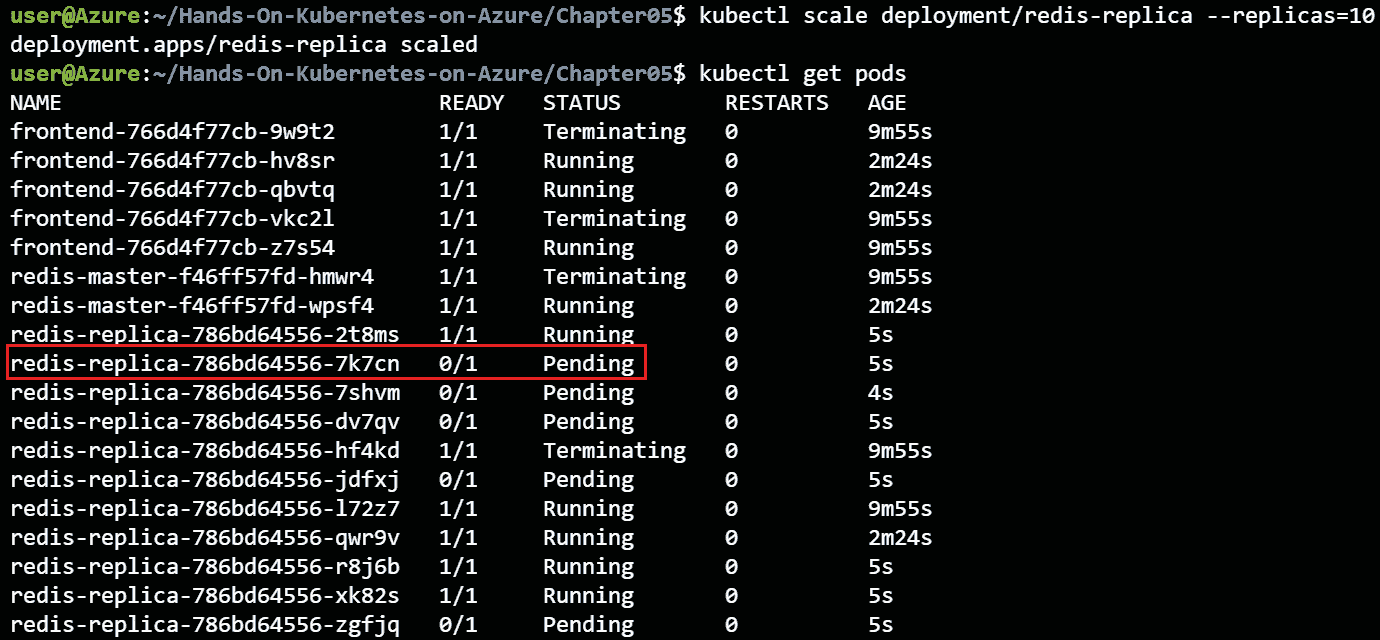 user@Azure:~/Hands-On-Kubernetes-on-Azure/Chapter05$ kubectl scale deployment/redis-replica --replicas=10
deployment.apps/redis-replica scaled
user@Azure:~/Hands-On-Kubernetes-on-Azure/Chapter05$ kubectl get pods
NAME                             READY   STATUS        RESTARTS   AGE
frontend-766d4f77cb-9w9t2        1/1     Terminating   0          9m55s
frontend-766d4f77cb-hv8sr        1/1     Running       0          2m24s
frontend-766d4f77cb-qbvtq        1/1     Running       0          2m24s
frontend-766d4f77cb-vkc2l        1/1     Terminating   0          9m55s
frontend-766d4f77cb-z7s54        1/1     Running       0          9m55s
redis-master-f46ff57fd-hmwr4     1/1     Terminating   0          9m55s
redis-master-f46ff57fd-wpsf4     1/1     Running       0          2m24s
redis-replica-786bd64556-2t8ms   1/1     Running       0          5s
redis-replica-786bd64556-7k7cn   0/1     Pending       0          5s
redis-replica-786bd64556-7shvm   0/1     Pending       0          4s
redis-replica-786bd64556-dv7qv   0/1     Pending       0          5s
redis-replica-786bd64556-hf4kd   1/1     Terminating   0          9m55s
redis-replica-786bd64556-jdfxj   0/1     Pending       0          5s
redis-replica-786bd64556-l72z7   1/1     Running       0          9m55s
redis-replica-786bd64556-qwr9v   1/1     Running       0          2m24s
redis-replica-786bd64556-r8j6b   1/1     Running       0          5s
redis-replica-786bd64556-xk82s   1/1     Running       0          5s
redis-replica-786bd64556-zgfjq   0/1     Pending       0          5s